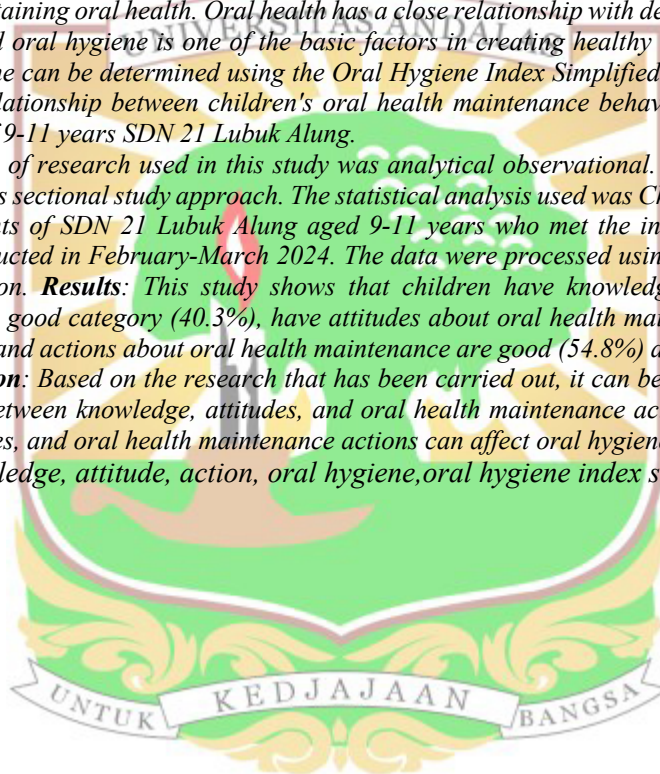 taining oral health. Oral health has a close relationship with de
UNIVERSITAS ANDALAS
l oral hygiene is one of the basic factors in creating healthy
ne can be determined using the Oral Hygiene Index Simplified
lationship between children's oral health maintenance behav
f 9-11 years SDN 21 Lubuk Alung.
of research used in this study was analytical observational.
s sectional study approach. The statistical analysis used was Ch
nts of SDN 21 Lubuk Alung aged 9-11 years who met the in
ucted in February-March 2024. The data were processed usin
on. Results: This study shows that children have knowledg
good category (40.3%), have attitudes about oral health mai
and actions about oral health maintenance are good (54.8%) a
on: Based on the research that has been carried out, it can be
etween knowledge, attitudes, and oral health maintenance ac
es, and oral health maintenance actions can affect oral hygien
ledge, attitude, action, oral hygiene,oral hygiene index s
UNTUK KEDJAJAAN BANGSA